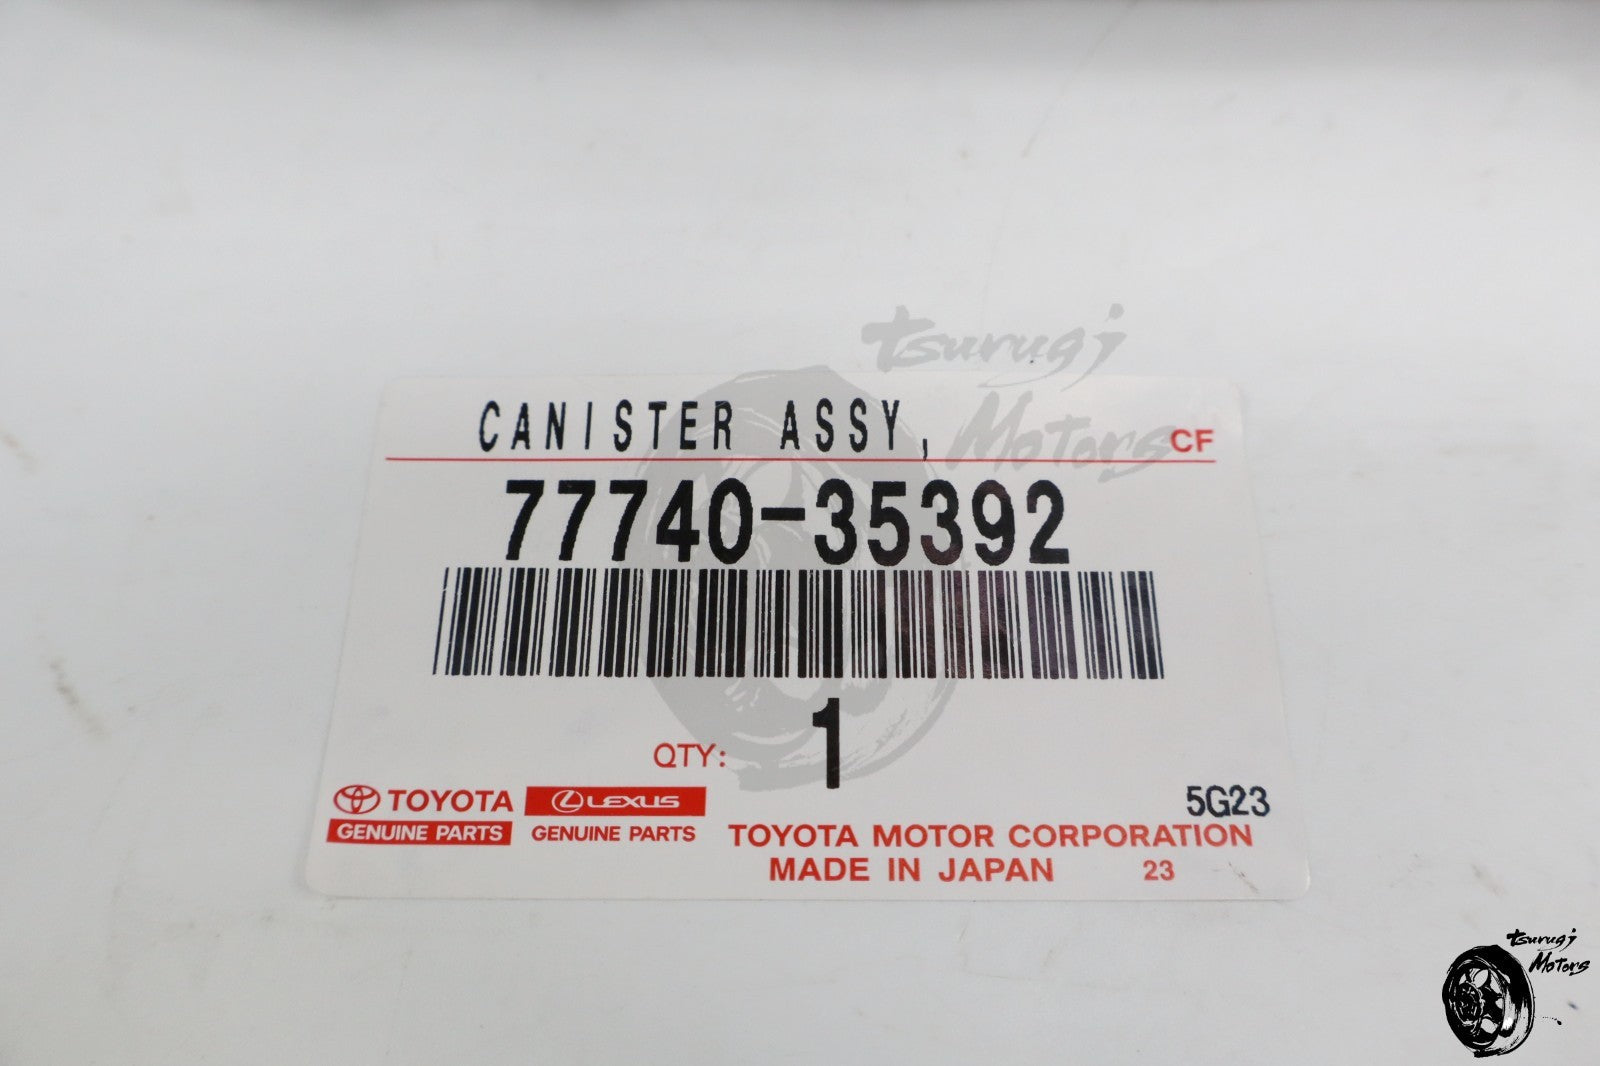 tsurugi
Motors
CANISTER ASSY,
CF
77740-35392
QTY: 1
TOYOTA
GENUINE PARTS
LEXUS
GENUINE PARTS
5G23
TOYOTA MOTOR CORPORATION
MADE IN JAPAN 23
tsurugi
Motors